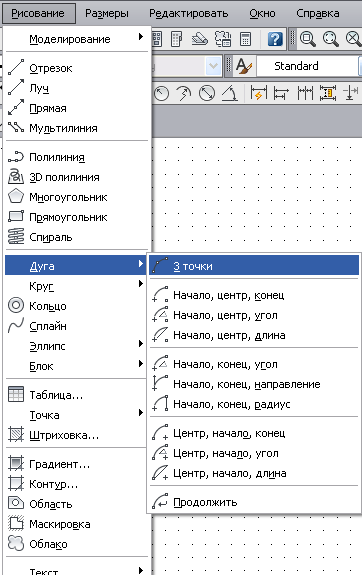 Рисование Размеры Редактировать Окно Справка
Моделирование
Standard
Отрезок
Луч
Прямая
Мультилиния
Полилиния
3D полилиния
Многоугольник
Прямоугольник
Спираль
Дуга
3 точки
Круг
Начало, центр, конец
Кольцо
Начало, центр, угол
Сплайн
Начало, центр, длина
Эллипс
Начало, конец, угол
Блок
Начало, конец, направление
Таблица...
Начало, конец, радиус
Точка
Центр, начало, конец
Штриховка...
Центр, начало, угол
Градиент...
Центр, начало, длина
Контур...
Область
Продолжить
Маскировка
Облако
Текст